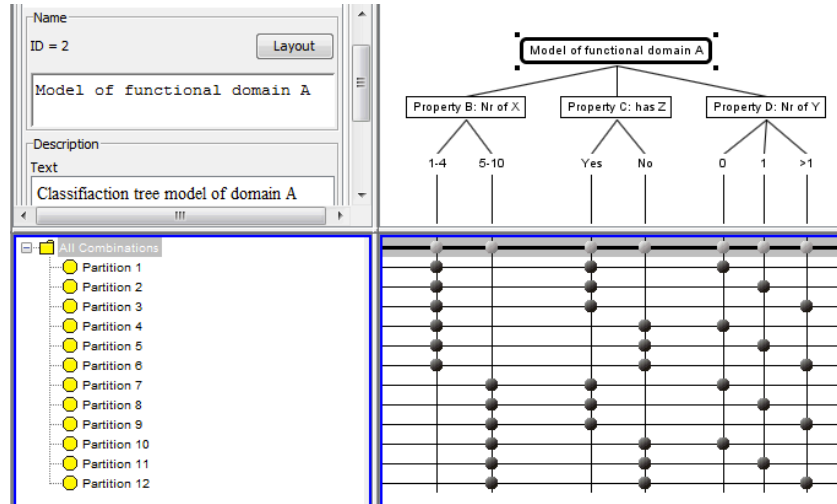 Name
ID = 2
Layout
Model of functional domain A
Description
Text
Classifiaction tree model of domain A
Model of functional domain A
Property B: Nr of X
Property C: has Z
Property D: Nr of Y
1-4
5-10
Yes
No
0
1
>1
All Combinations
Partition 1
Partition 2
Partition 3
Partition 4
Partition 5
Partition 6
Partition 7
Partition 8
Partition 9
Partition 10
Partition 11
Partition 12